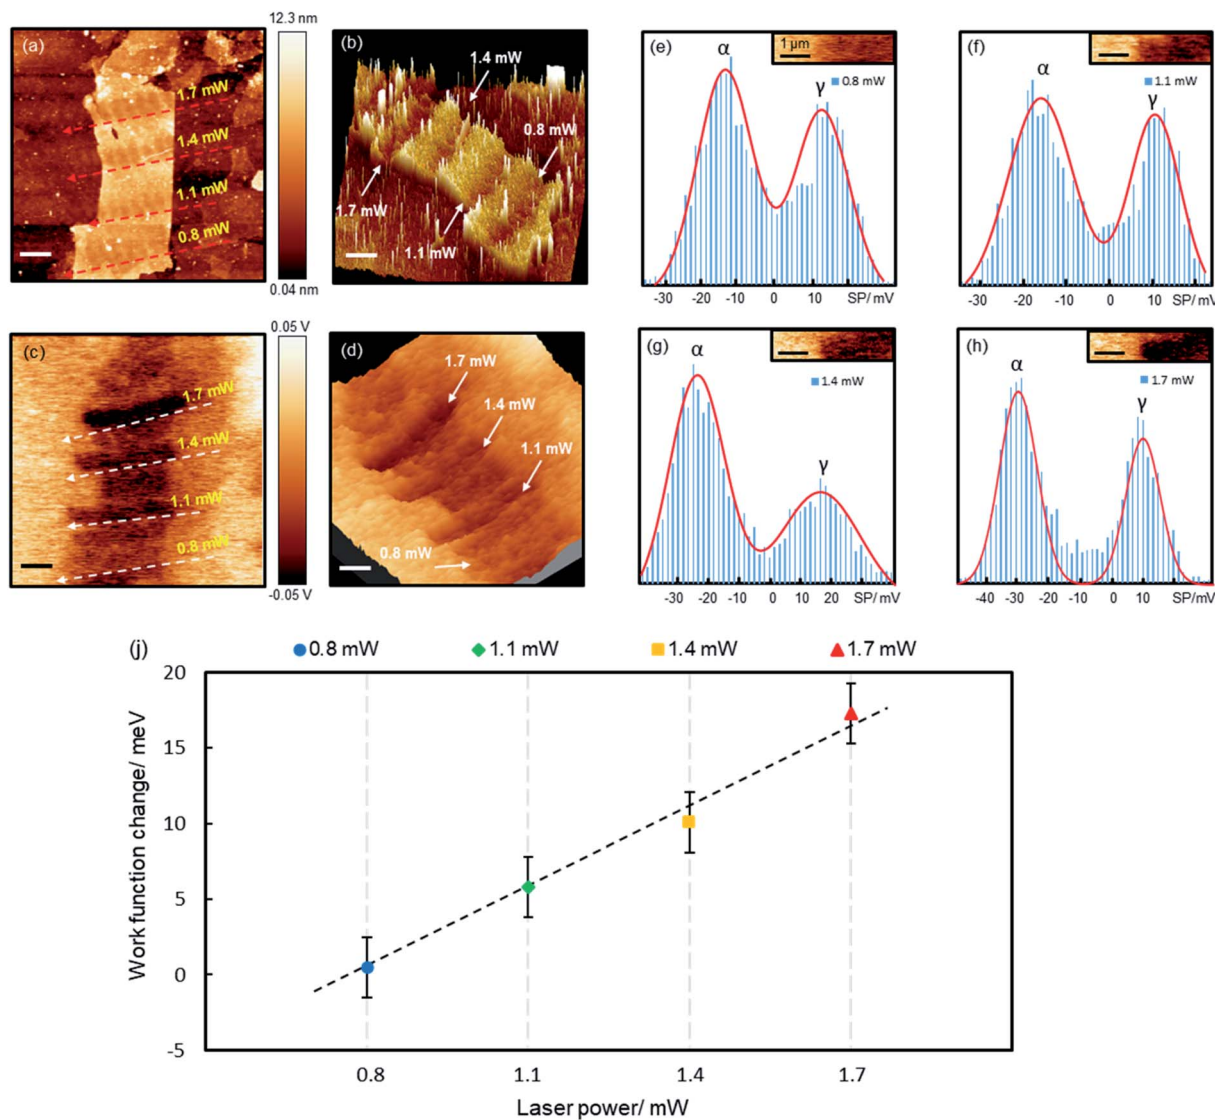 12.3 nm
(a)
1.7 mW
1.4 mW
1.1 mW
0.8 mW
0.04 nm
(b)
1.4 mW
0.8 mW
1.7 mW
1.1 mW
(e)
α
γ
1 µm
0.8 mW
-30 -20 -10 0 10 SP/ mV
(f)
α
γ
1.1 mW
-30 -20 -10 0 10 SP/ mV
0.05 V
(c)
1.7 mW
1.4 mW
1.1 mW
0.8 mW
-0.05 V
(d)
1.7 mW
1.4 mW
1.1 mW
0.8 mW
(g)
α
γ
1.4 mW
-30 -20 -10 0 10 20 SP/ mV
(h)
α
γ
1.7 mW
-40 -30 -20 -10 0 10 SP/ mV
(j)
0.8 mW 1.1 mW 1.4 mW 1.7 mW
20
15
10
5
0
-5
Work function change/ meV
0.8 1.1 1.4 1.7
Laser power/ mW